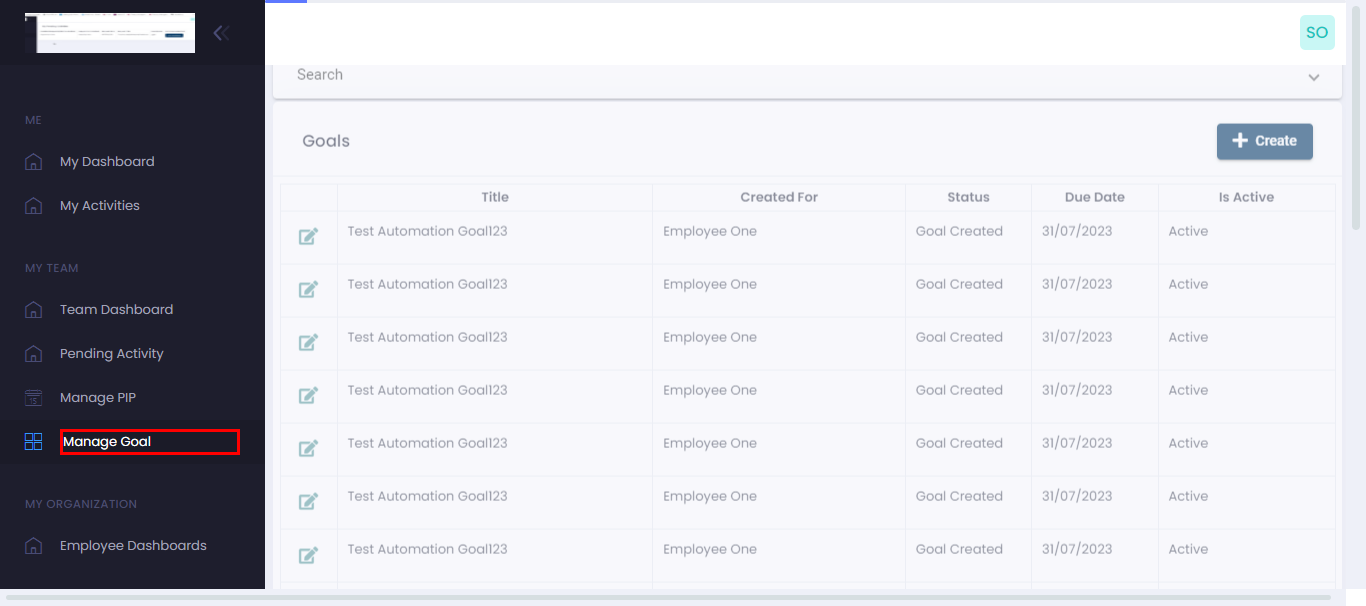 SO
ME
My Dashboard
My Activities
MY TEAM
Team Dashboard
Pending Activity
Manage PIP
Manage Goal
MY ORGANIZATION
Employee Dashboards
Search
Goals
Create
Title Created For Status Due Date Is Active
Test Automation Goal123 Employee One Goal Created 31/07/2023 Active
Test Automation Goal123 Employee One Goal Created 31/07/2023 Active
Test Automation Goal123 Employee One Goal Created 31/07/2023 Active
Test Automation Goal123 Employee One Goal Created 31/07/2023 Active
Test Automation Goal123 Employee One Goal Created 31/07/2023 Active
Test Automation Goal123 Employee One Goal Created 31/07/2023 Active
Test Automation Goal123 Employee One Goal Created 31/07/2023 Active